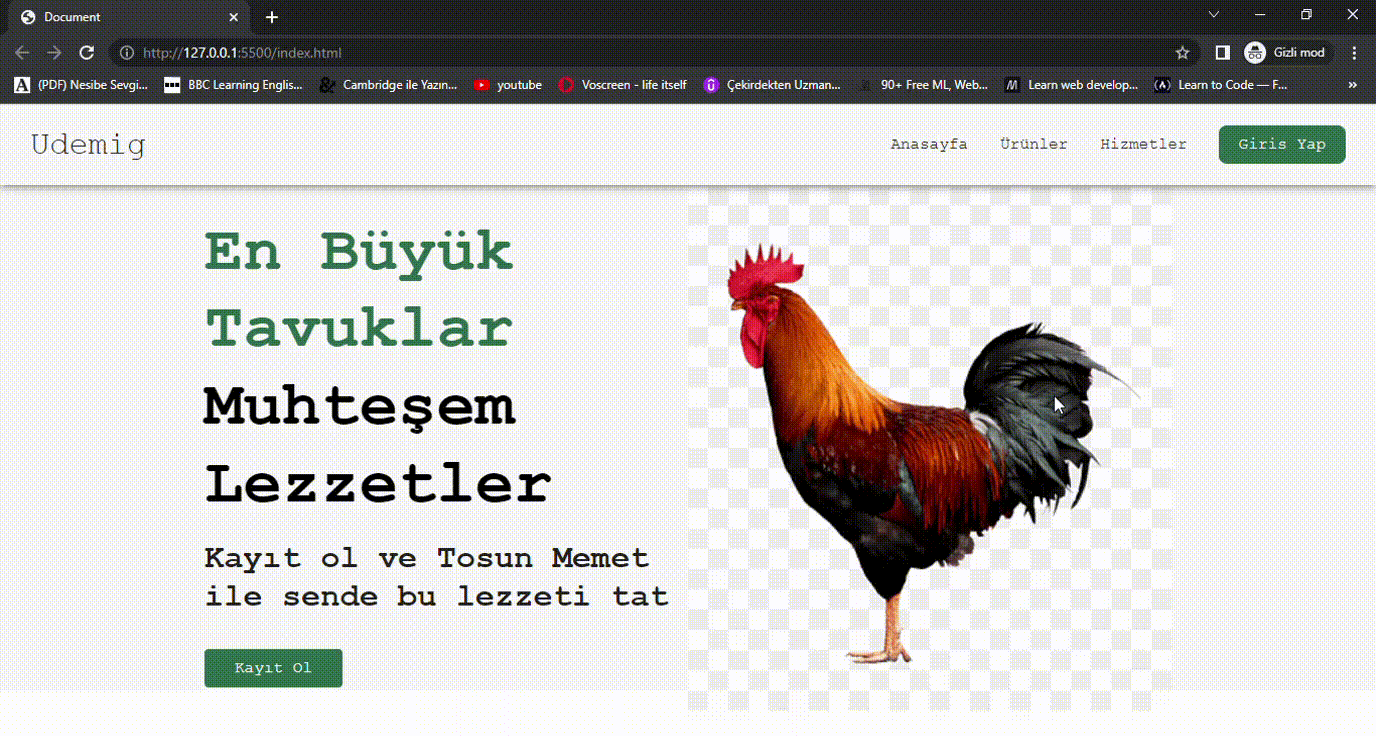 Document
http://127.0.0.1:5500/index.html
Gizli mod
(PDF) Nesibe Sevgi...
BBC Learning Englis...
Cambridge ile Yazın...
youtube
Voscreen - life itself
Çekirdekten Uzman...
90+ Free ML, Web...
Learn web develop...
Learn to Code — F...
Udemig
Anasayfa
Ürünler
Hizmetler
Giris Yap
En Büyük
Tavuklar
Muhteşem
Lezzetler
Kayıt ol ve Tosun Memet
ile sende bu lezzeti tat
Kayıt Ol